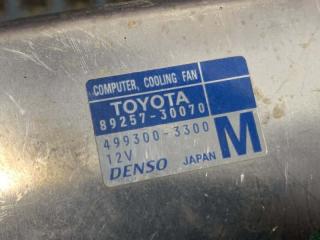 COMPUTER, COOLING FAN
TOYOTA
89257-30070
499300-3300
12V
DENSO JAPAN
M